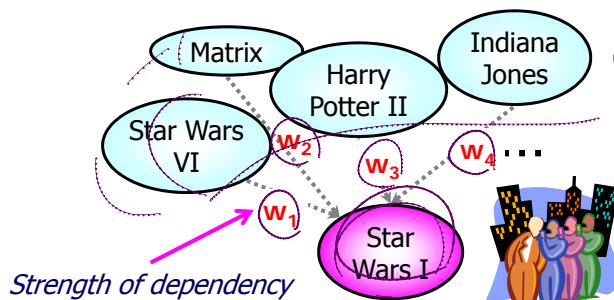 Matrix
Harry
Potter II
Indiana
Jones
Star Wars
VI
w₂
w₃
w₄
....
w₁
Star
Wars I
Strength of dependency